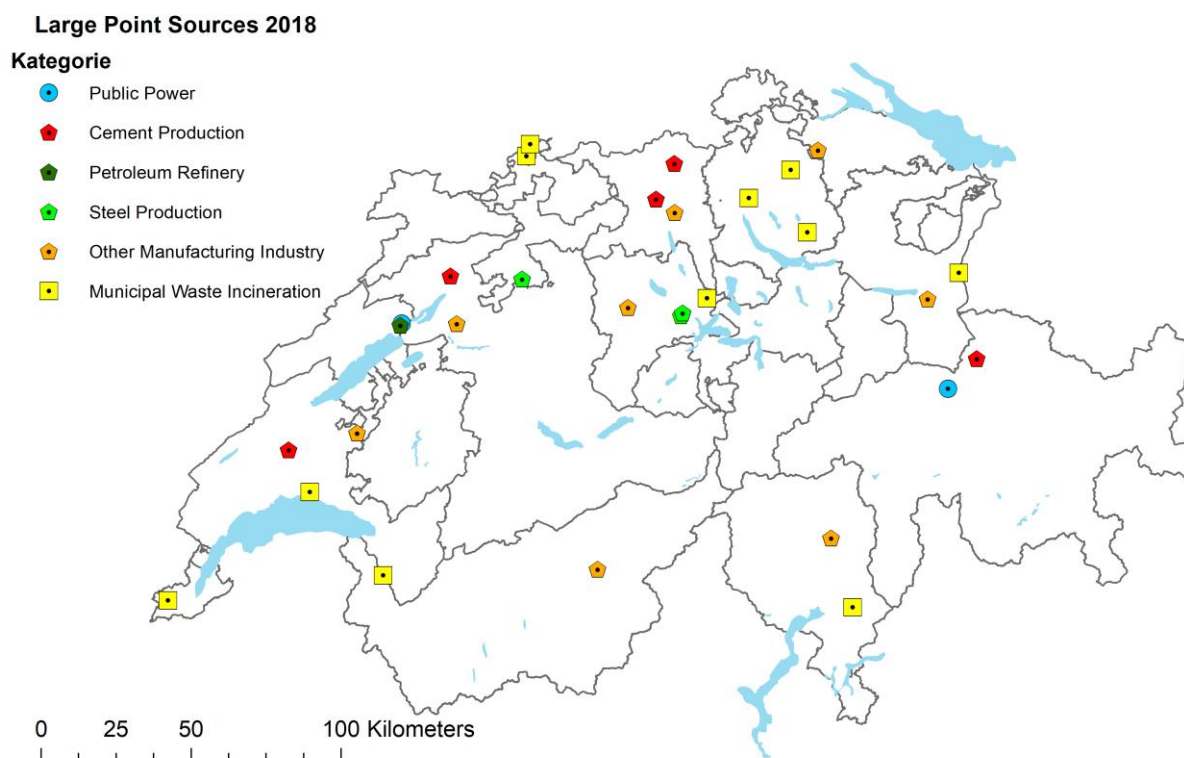 Large Point Sources 2018
Kategorie
Public Power
Cement Production
Petroleum Refinery
Steel Production
Other Manufacturing Industry
Municipal Waste Incineration
0 25 50 100 Kilometers